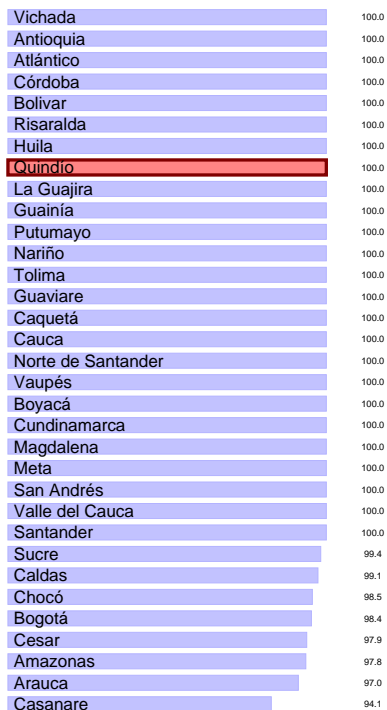 Vichada 100.0
Antioquia 100.0
Atlántico 100.0
Córdoba 100.0
Bolivar 100.0
Risaralda 100.0
Huila 100.0
Quindío 100.0
La Guajira 100.0
Guainía 100.0
Putumayo 100.0
Nariño 100.0
Tolima 100.0
Guaviare 100.0
Caquetá 100.0
Cauca 100.0
Norte de Santander 100.0
Vaupés 100.0
Boyacá 100.0
Cundinamarca 100.0
Magdalena 100.0
Meta 100.0
San Andrés 100.0
Valle del Cauca 100.0
Santander 100.0
Sucre 99.4
Caldas 99.1
Chocó 98.5
Bogotá 98.4
Cesar 97.9
Amazonas 97.8
Arauca 97.0
Casanare 94.1